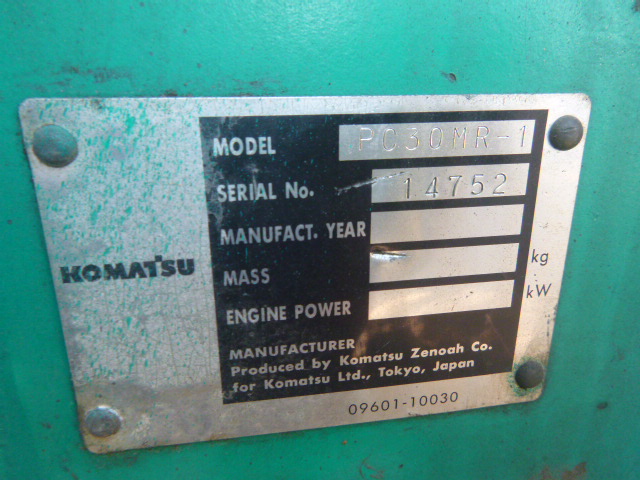 MODEL PC30MR-1
SERIAL No. 14752
MANUFACT. YEAR
MASS kg
ENGINE POWER kW
KOMATSU
MANUFACTURER
Produced by Komatsu Zenoah Co.
for Komatsu Ltd., Tokyo, Japan
09601-10030